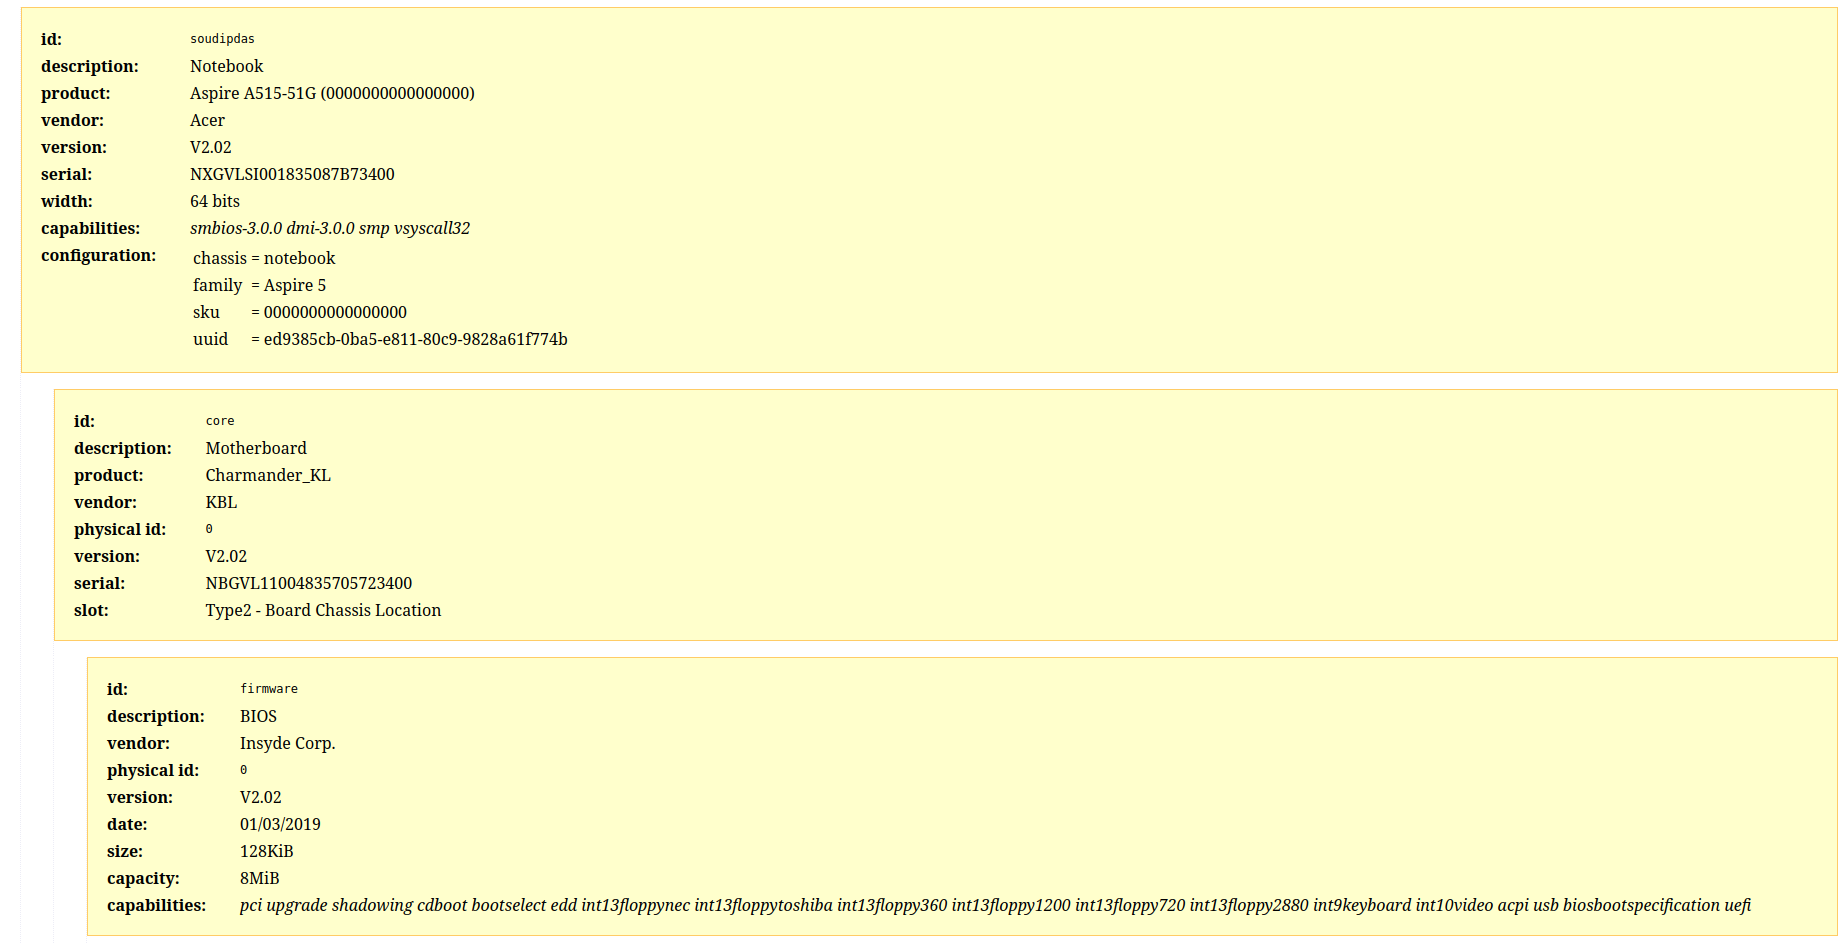 id: soudipdas
description: Notebook
product: Aspire A515-51G (0000000000000000)
vendor: Acer
version: V2.02
serial: NXGVLSI001835087B73400
width: 64 bits
capabilities: smbios-3.0.0 dmi-3.0.0 smp vsyscall32
configuration: chassis = notebook
family = Aspire 5
sku = 0000000000000000
uuid = ed9385cb-0ba5-e811-80c9-9828a61f774b
id: core
description: Motherboard
product: Charmander_KL
vendor: KBL
physical id: 0
version: V2.02
serial: NBGVL11004835705723400
slot: Type2 - Board Chassis Location
id: firmware
description: BIOS
vendor: Insyde Corp.
physical id: 0
version: V2.02
date: 01/03/2019
size: 128KiB
capacity: 8MiB
capabilities: pci upgrade shadowing cdboot bootselect edd int13floppynec int13floppytoshiba int13floppy360 int13floppy1200 int13floppy720 int13floppy2880 int9keyboard int10video acpi usb biosbootspecification uefi